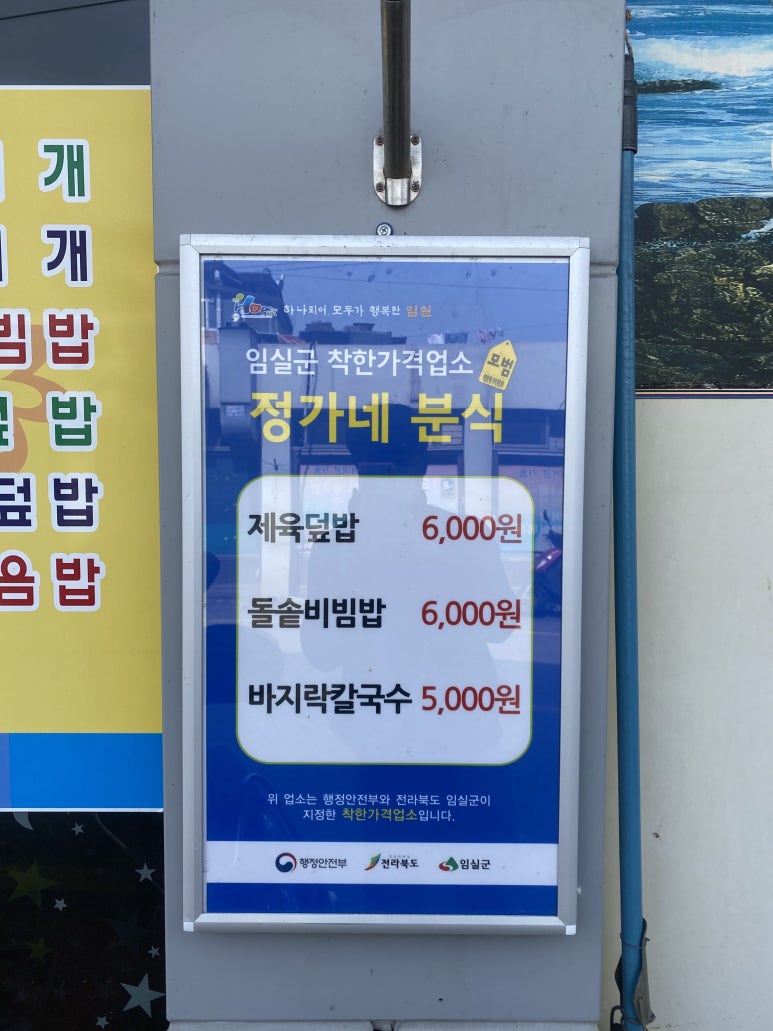 개
개
빔밥
밥
덮밥
음밥
하나되어 모두가 행복한 임실
임실군 착한가격업소
모범
정가네 분식
제육덮밥 6,000원
돌솥비빔밥 6,000원
바지락칼국수 5,000원
위 업소는 행정안전부와 전라북도 임실군이
지정한 착한가격업소입니다.
행정안전부 전라북도 임실군